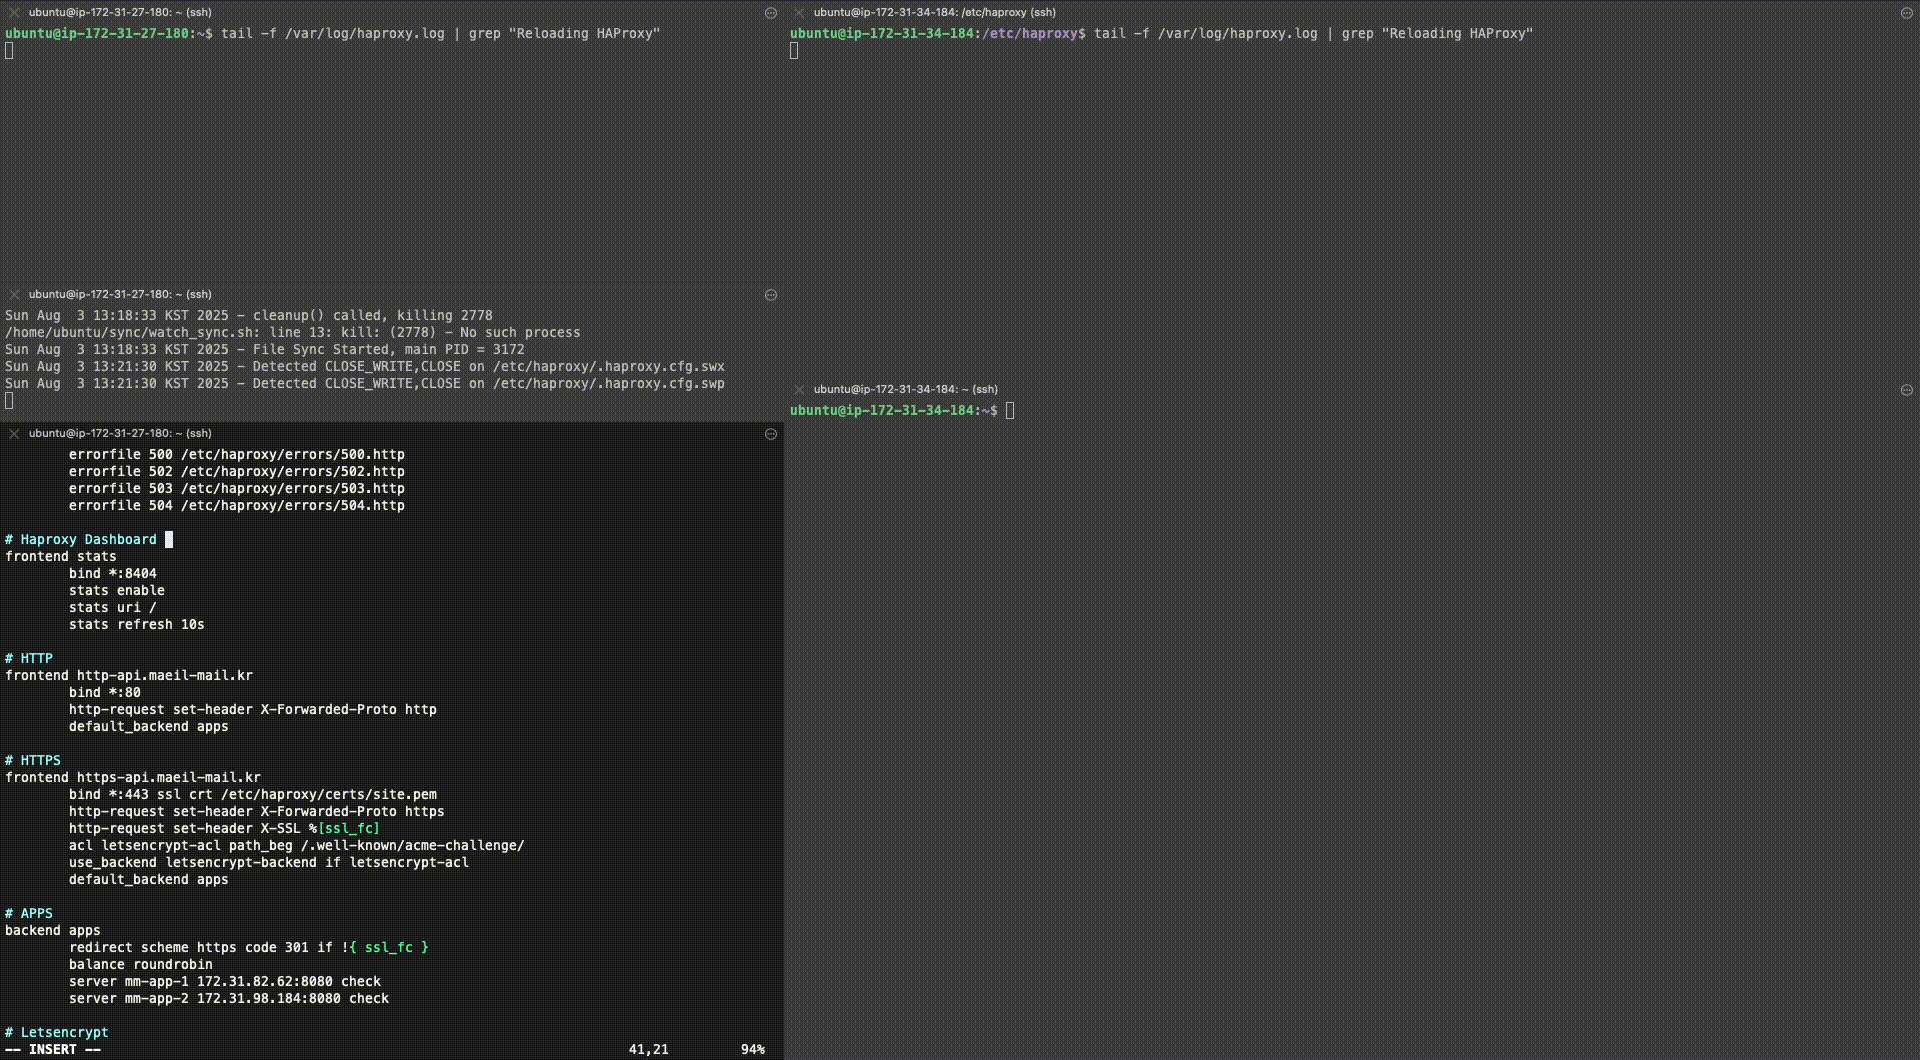 ubuntu@ip-172-31-27-180: ~ (ssh)
ubuntu@ip-172-31-27-180:~$ tail -f /var/log/haproxy.log | grep "Reloading HAProxy"
ubuntu@ip-172-31-27-180: ~ (ssh)
Sun Aug  3 13:18:33 KST 2025 - cleanup() called, killing 2778
/home/ubuntu/sync/watch_sync.sh: line 13: kill: (2778) - No such process
Sun Aug  3 13:18:33 KST 2025 - File Sync Started, main PID = 3172
Sun Aug  3 13:21:30 KST 2025 - Detected CLOSE_WRITE,CLOSE on /etc/haproxy/.haproxy.cfg.swx
Sun Aug  3 13:21:30 KST 2025 - Detected CLOSE_WRITE,CLOSE on /etc/haproxy/.haproxy.cfg.swp
ubuntu@ip-172-31-27-180: ~ (ssh)
errorfile 500 /etc/haproxy/errors/500.http
errorfile 502 /etc/haproxy/errors/502.http
errorfile 503 /etc/haproxy/errors/503.http
errorfile 504 /etc/haproxy/errors/504.http
# Haproxy Dashboard
frontend stats
bind *:8404
stats enable
stats uri /
stats refresh 10s
# HTTP
frontend http-api.maeil-mail.kr
bind *:80
http-request set-header X-Forwarded-Proto http
default_backend apps
# HTTPS
frontend https-api.maeil-mail.kr
bind *:443 ssl crt /etc/haproxy/certs/site.pem
http-request set-header X-Forwarded-Proto https
http-request set-header X-SSL %[ssl_fc]
acl letsencrypt-acl path_beg /.well-known/acme-challenge/
use_backend letsencrypt-backend if letsencrypt-acl
default_backend apps
# APPS
backend apps
redirect scheme https code 301 if !{ ssl_fc }
balance roundrobin
server mm-app-1 172.31.82.62:8080 check
server mm-app-2 172.31.98.184:8080 check
# Letsencrypt
-- INSERT -- 41,21 94%
ubuntu@ip-172-31-34-184: /etc/haproxy (ssh)
ubuntu@ip-172-31-34-184:/etc/haproxy$ tail -f /var/log/haproxy.log | grep "Reloading HAProxy"
ubuntu@ip-172-31-34-184: ~ (ssh)
ubuntu@ip-172-31-34-184:~$